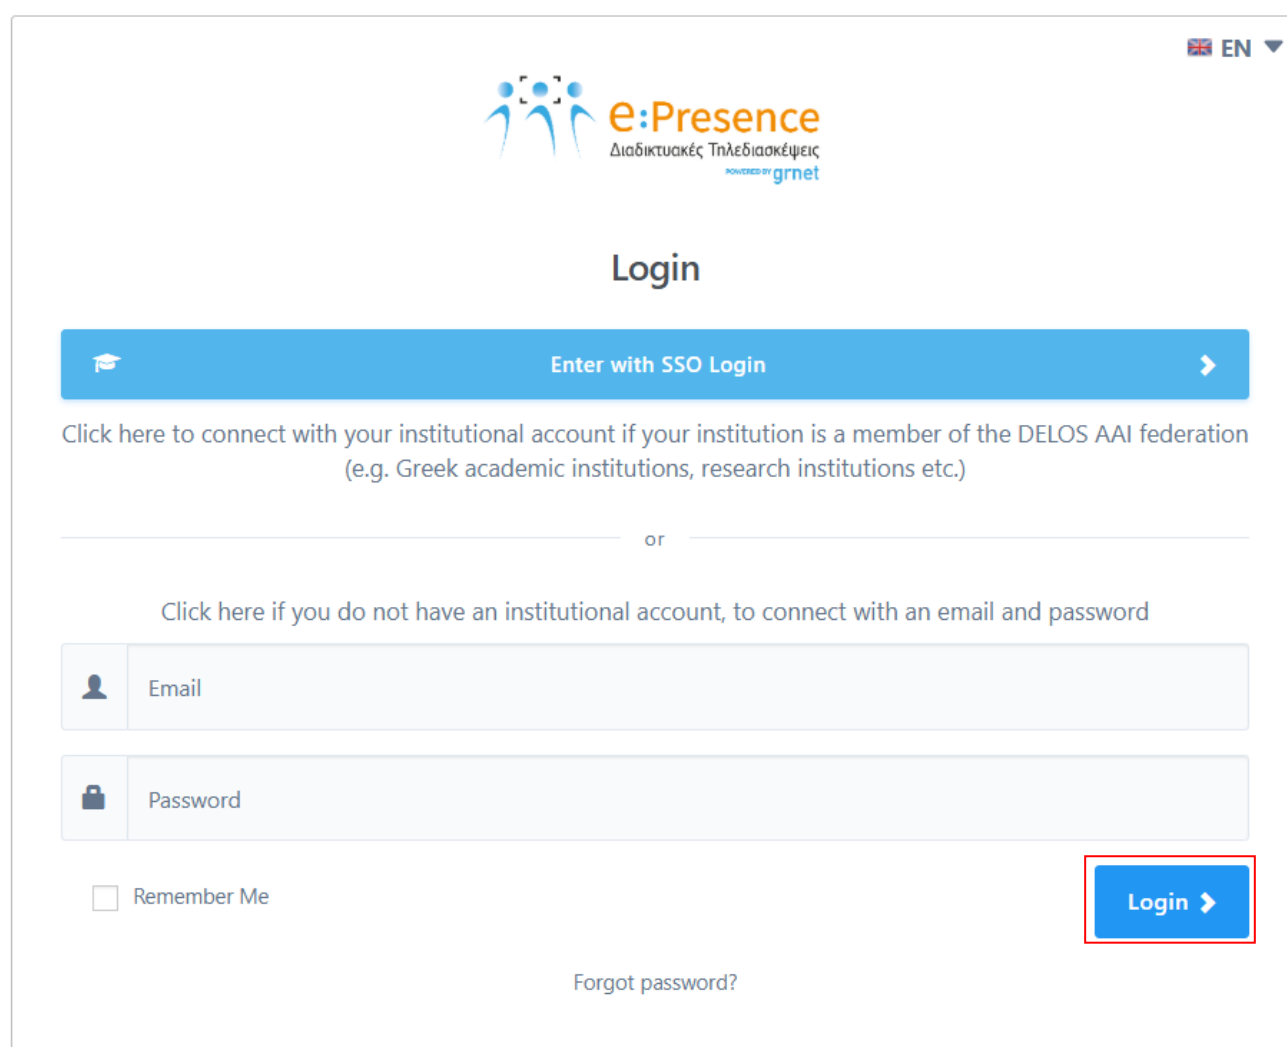 EN
e:Presence
Διαδικτυακές Τηλεδιασκέψεις
POWERED BY grnet
Login
Enter with SSO Login
Click here to connect with your institutional account if your institution is a member of the DELOS AAI federation
(e.g. Greek academic institutions, research institutions etc.)
or
Click here if you do not have an institutional account, to connect with an email and password
Email
Password
Remember Me
Login
Forgot password?